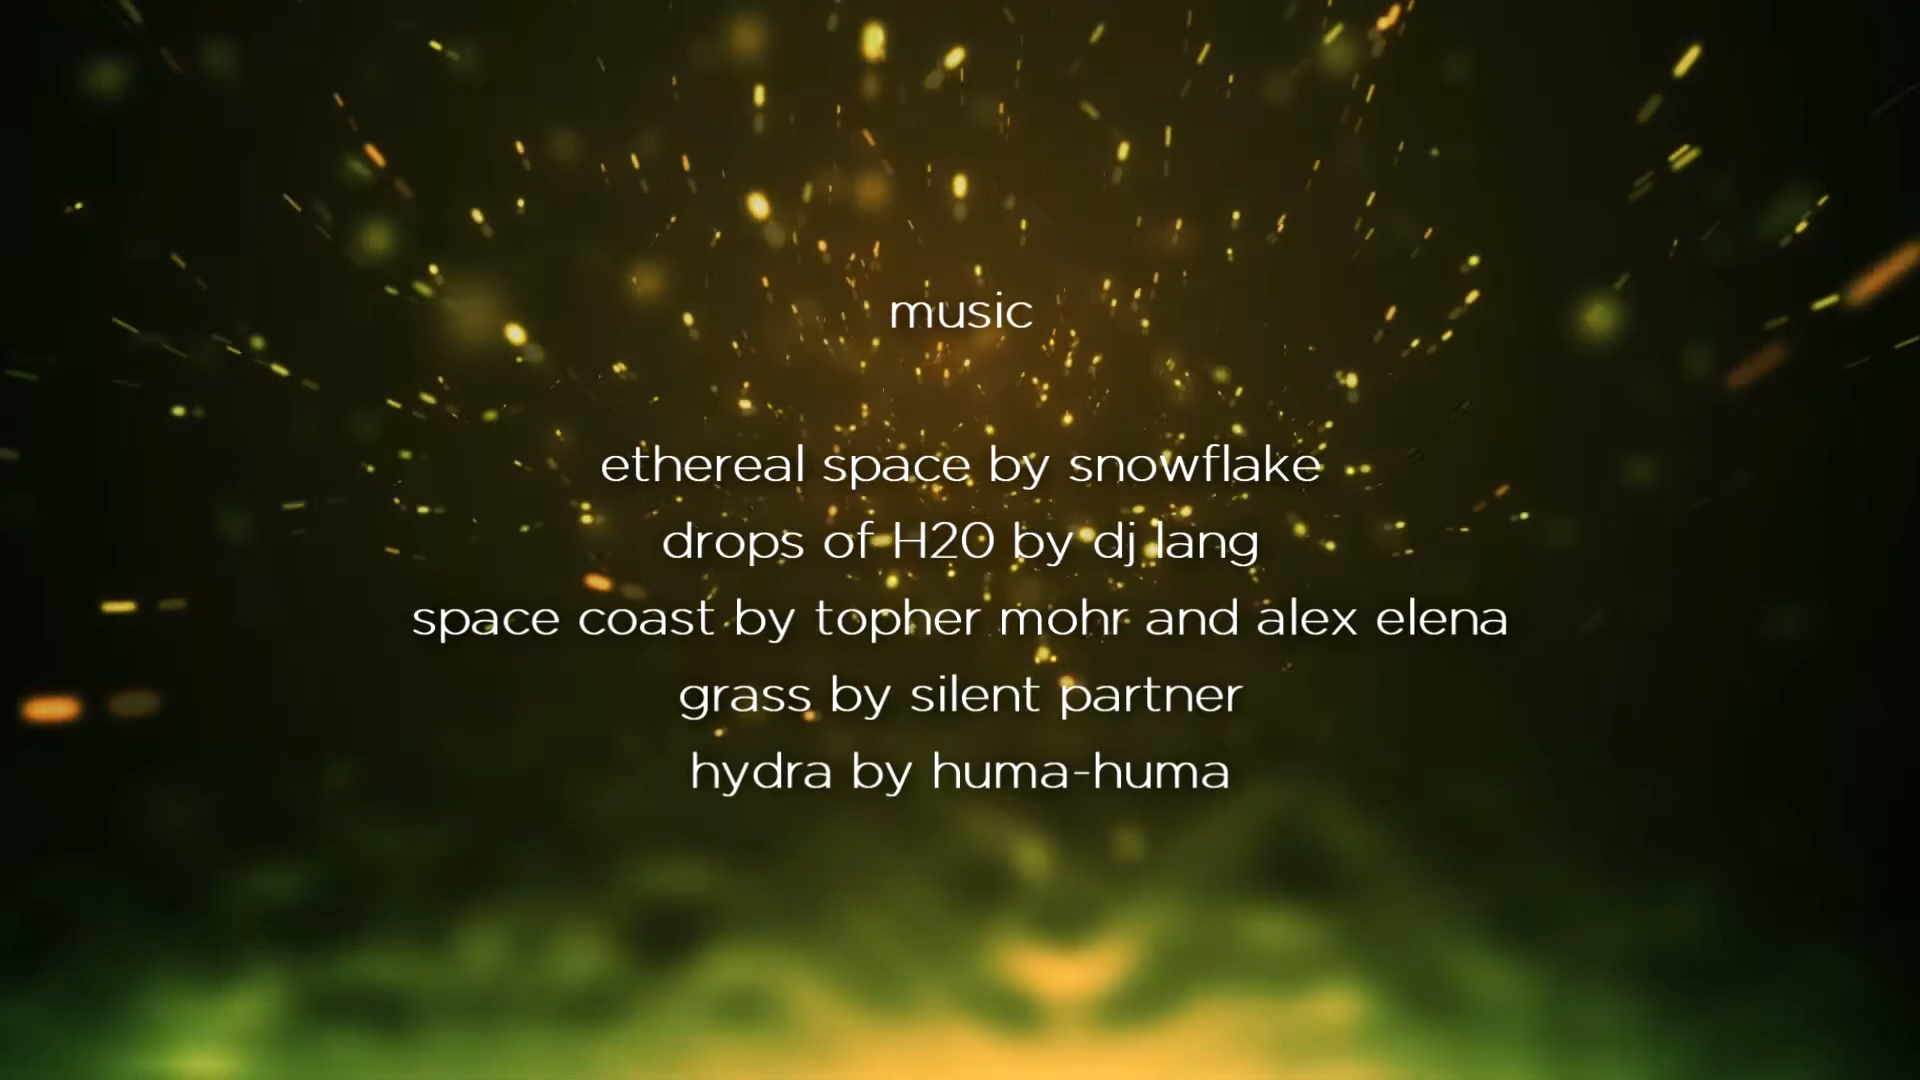 music
ethereal space by snowflake
drops of H20 by dj lang
space coast by topher mohr and alex elena
grass by silent partner
hydra by huma-huma